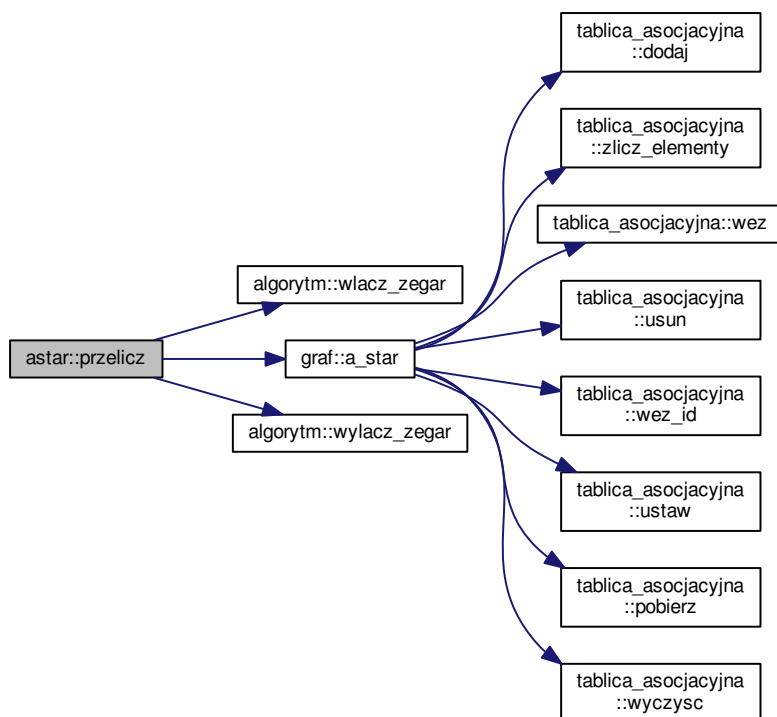 astar::przelicz
algorytm::wlacz_zegar
graf::a_star
algorytm::wylacz_zegar
tablica_asocjacyjna
::dodaj
tablica_asocjacyjna
::zlicz_elementy
tablica_asocjacyjna::wez
tablica_asocjacyjna
::usun
tablica_asocjacyjna
::wez_id
tablica_asocjacyjna
::ustaw
tablica_asocjacyjna
::pobierz
tablica_asocjacyjna
::wyczysc